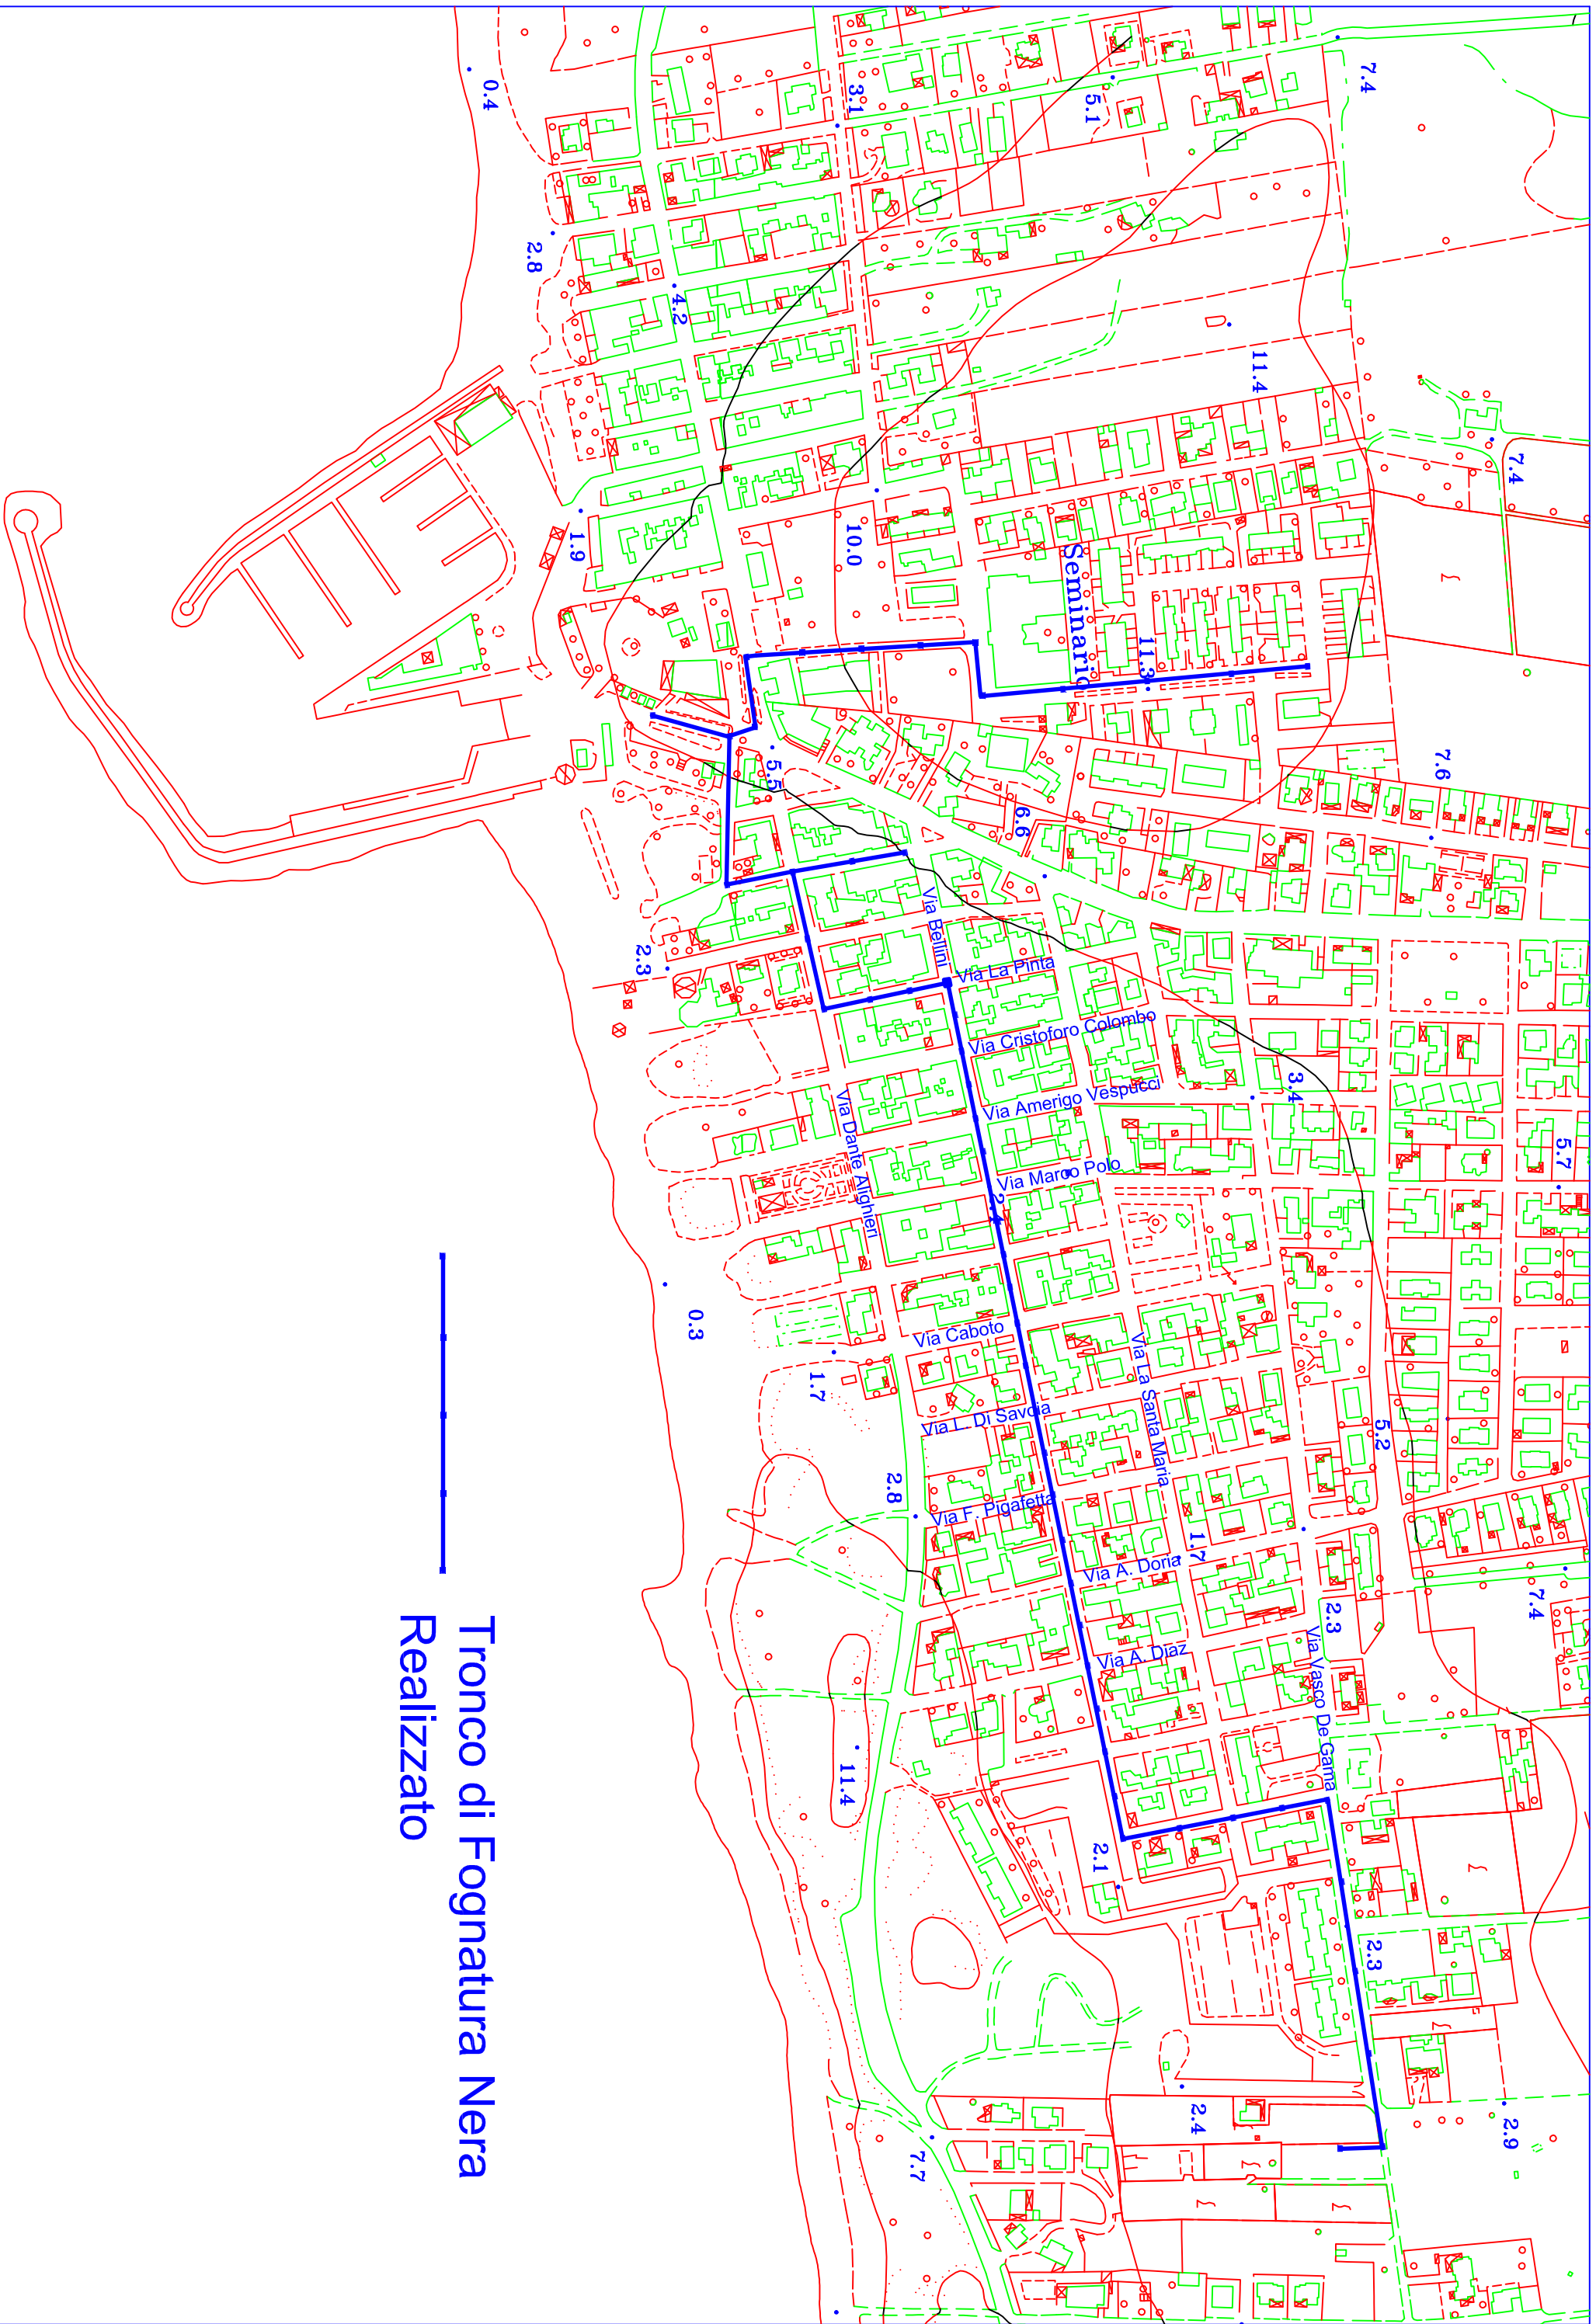 7.4
0.4
3.1
5.1
2.8
4.2
11.4
7.4
1.9
10.0
Seminario
11.3
5.5
6.6
7.6
2.3
Via Bellini
Via La Pinta
Via Cristoforo Colombo
Via Amerigo Vespucci
3.4
Via Dante Alighieri
Via Marco Polo
5.7
0.3
1.7
Via Caboto
Via La Santa Maria
Via L. Di Savoia
5.2
2.8
Via F. Pigafetta
Via A. Doria
1.7
2.3
7.4
Via A. Diaz
Via Vasco De Gama
11.4
2.1
2.3
2.4
2.9
7.7
Tronco di Fognatura Nera
Realizzato